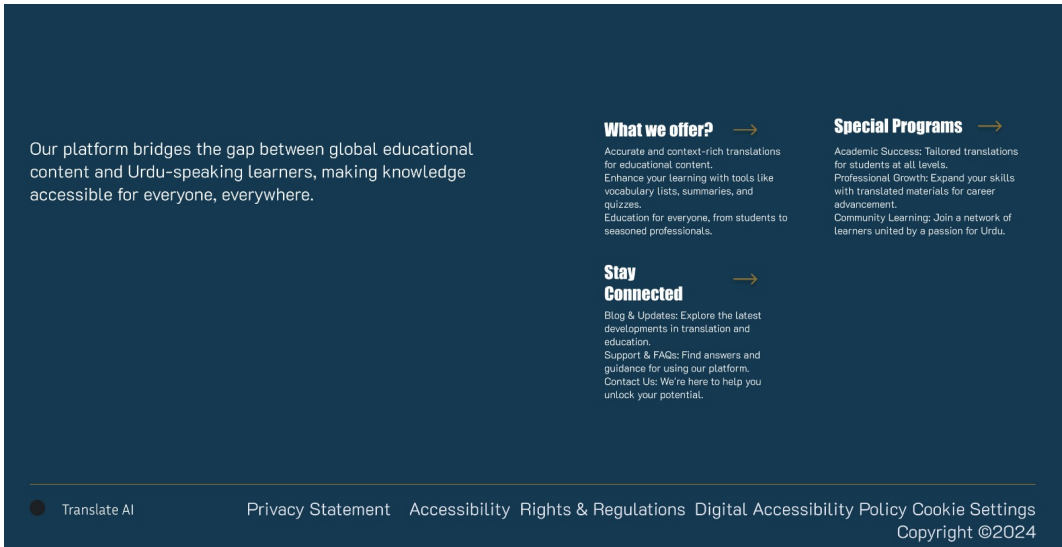 Our platform bridges the gap between global educational
content and Urdu-speaking learners, making knowledge
accessible for everyone, everywhere.
What we offer?
Accurate and context-rich translations
for educational content.
Enhance your learning with tools like
vocabulary lists, summaries, and
quizzes.
Education for everyone, from students to
seasoned professionals.
Special Programs
Academic Success: Tailored translations
for students at all levels.
Professional Growth: Expand your skills
with translated materials for career
advancement.
Community Learning: Join a network of
learners united by a passion for Urdu.
Stay
Connected
Blog & Updates: Explore the latest
developments in translation and
education.
Support & FAQs: Find answers and
guidance for using our platform.
Contact Us: We're here to help you
unlock your potential.
Translate AI
Privacy Statement Accessibility Rights & Regulations Digital Accessibility Policy Cookie Settings
Copyright ©2024